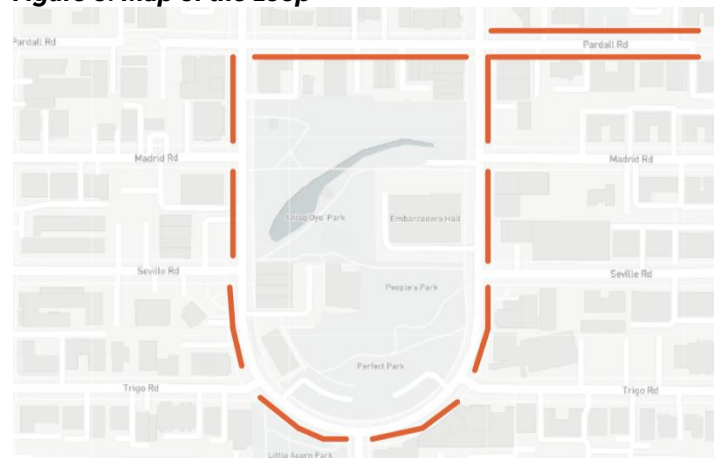 Figure 3. Map of the Loop
Pardall Rd
Pardall Rd
Madrid Rd
Madrid Rd
Anisq'Oyo' Park
Embarcadero Hall
Seville Rd
Seville Rd
People's Park
Perfect Park
Trigo Rd
Trigo Rd
Little Acorn Park